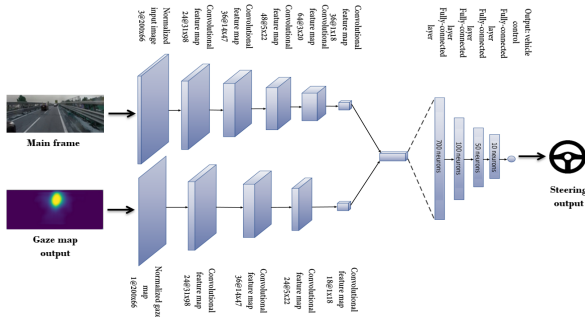 Normalized
input image
3@200x66
Convolutional
feature map
24@31x98
Convolutional
feature map
36@14x47
Convolutional
feature map
48@5x22
Convolutional
feature map
64@3x20
Convolutional
feature map
36@1x18
Fully-connected
layer
Fully-connected
layer
Fully-connected
layer
Fully-connected
layer
Output: vehicle
control
Main frame
700 neurons
100 neurons
50 neurons
10 neurons
Steering
output
Gaze map
output
Normalized gaze
map
1@200x66
Convolutional
feature map
24@31x98
Convolutional
feature map
36@14x47
Convolutional
feature map
24@5x22
Convolutional
feature map
18@1x18